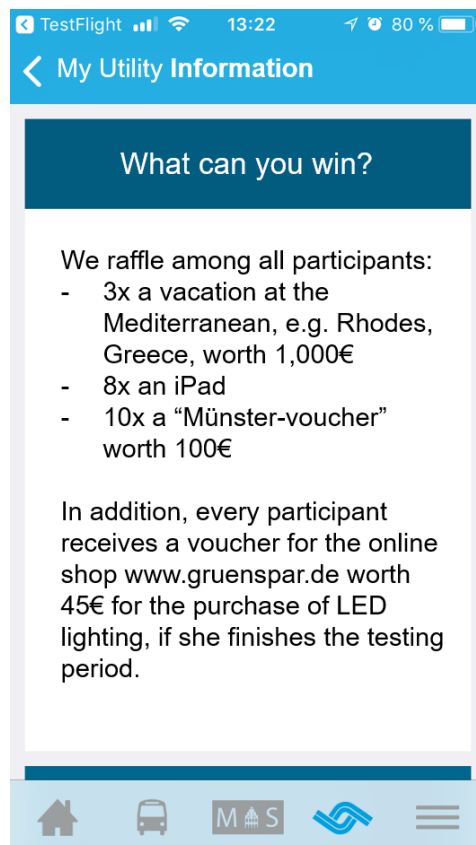 TestFlight 13:22 80 %
My Utility Information
What can you win?
We raffle among all participants:
- 3x a vacation at the
Mediterranean, e.g. Rhodes,
Greece, worth 1,000€
- 8x an iPad
- 10x a “Münster-voucher”
worth 100€
In addition, every participant
receives a voucher for the online
shop www.gruenspar.de worth
45€ for the purchase of LED
lighting, if she finishes the testing
period.
M S